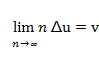 lim n Δu = v
n→∞